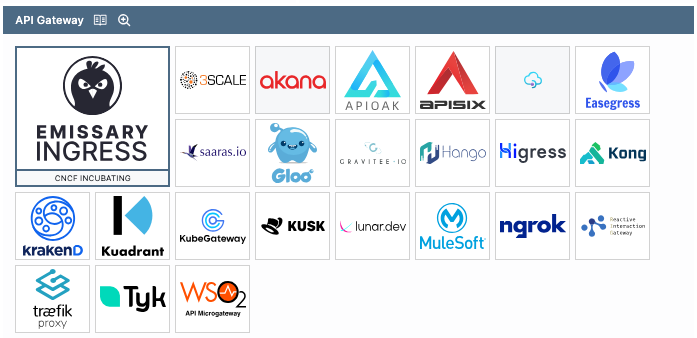 API Gateway
EMISSARY
INGRESS
CNCF INCUBATING
3SCALE
akana
APIOAK
APISIX
Easegress
saaras.io
Gloo
GRAVITEE.IO
Hango
Higress
Kong
KrakenD
Kuadrant
KubeGateway
KUSK
lunar.dev
MuleSoft
ngrok
Reactive
Interaction
Gateway
træfik
proxy
Tyk
WSO2
API Microgateway